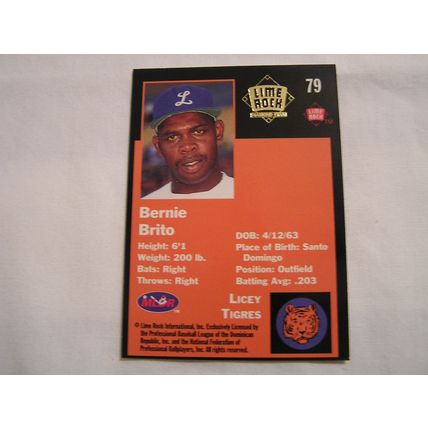 79
LIME
ROCK
LIME
ROCK
TM
L
Bernie
Brito
Height: 6'1
Weight: 200 lb.
Bats: Right
Throws: Right
DOB: 4/12/63
Place of Birth: Santo
Domingo
Position: Outfield
Batting Avg: .203
LICEY
TIGRES
TM
© Lime Rock International, Inc. Exclusively Licensed by
the Professional Baseball League of the Dominican
Republic, Inc. and the National Federation of
Professional Ballplayers, Inc. All rights reserved.